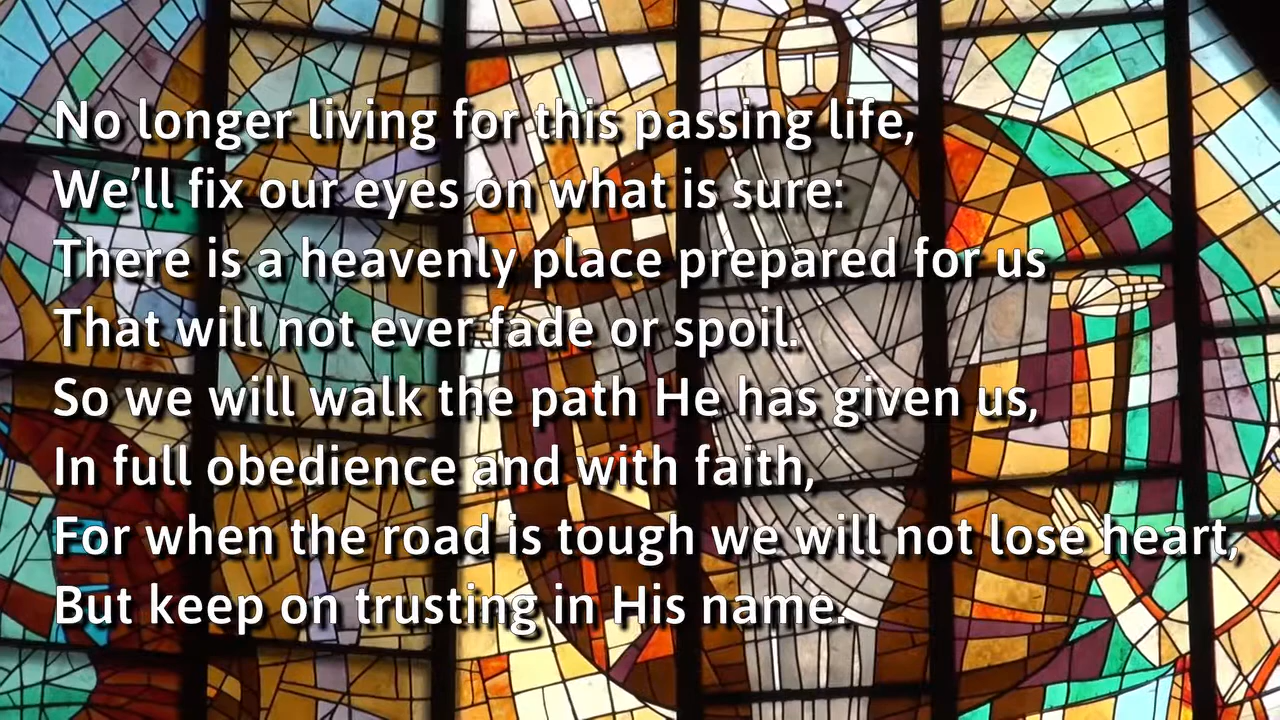 No longer living for this passing life,
We’ll fix our eyes on what is sure:
There is a heavenly place prepared for us
That will not ever fade or spoil.
So we will walk the path He has given us,
In full obedience and with faith,
For when the road is tough we will not lose heart,
But keep on trusting in His name.